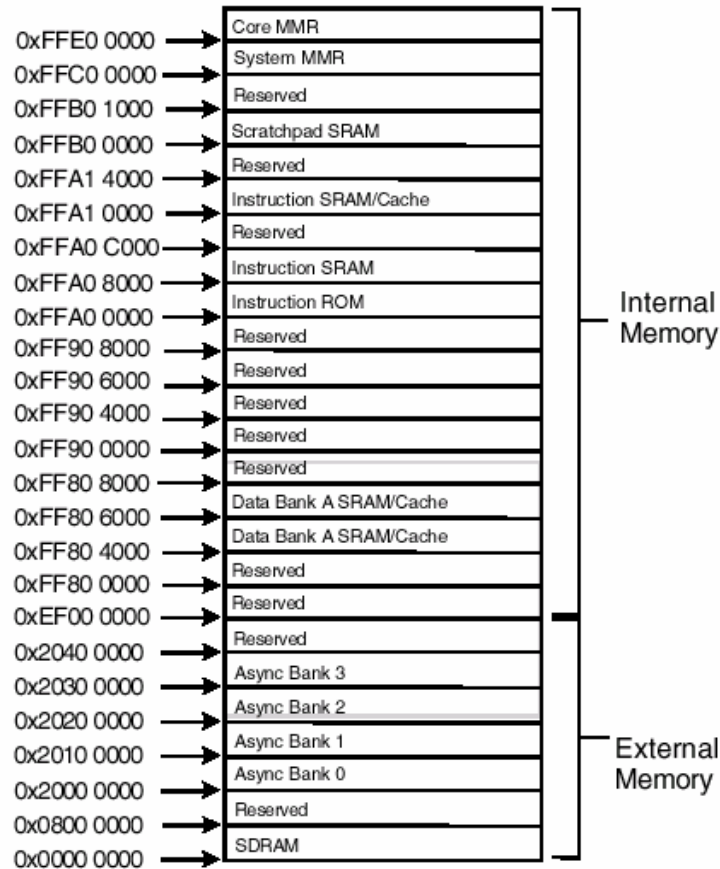 Core MMR
0xFFE0 0000
System MMR
0xFFC0 0000
Reserved
0xFFB0 1000
Scratchpad SRAM
0xFFB0 0000
Reserved
0xFFA1 4000
Instruction SRAM/Cache
0xFFA1 0000
Reserved
0xFFA0 C000
Instruction SRAM
0xFFA0 8000
Instruction ROM
0xFFA0 0000
Reserved
0xFF90 8000
Reserved
0xFF90 6000
Reserved
0xFF90 4000
Reserved
0xFF90 0000
Reserved
0xFF80 8000
Data Bank A SRAM/Cache
0xFF80 6000
Data Bank A SRAM/Cache
0xFF80 4000
Reserved
0xFF80 0000
Reserved
0xEF00 0000
Reserved
0x2040 0000
Async Bank 3
0x2030 0000
Async Bank 2
0x2020 0000
Async Bank 1
0x2010 0000
Async Bank 0
0x2000 0000
Reserved
0x0800 0000
SDRAM
0x0000 0000
Internal
Memory
External
Memory